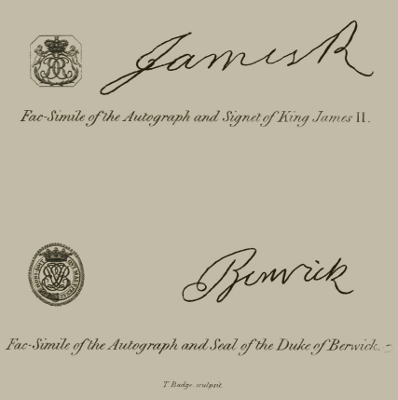 James R
Fac-Simile of the Autograph and Signet of King James II.
Berwick
Fac-Simile of the Autograph and Seal of the Duke of Berwick.
T. Badge. sculpsit